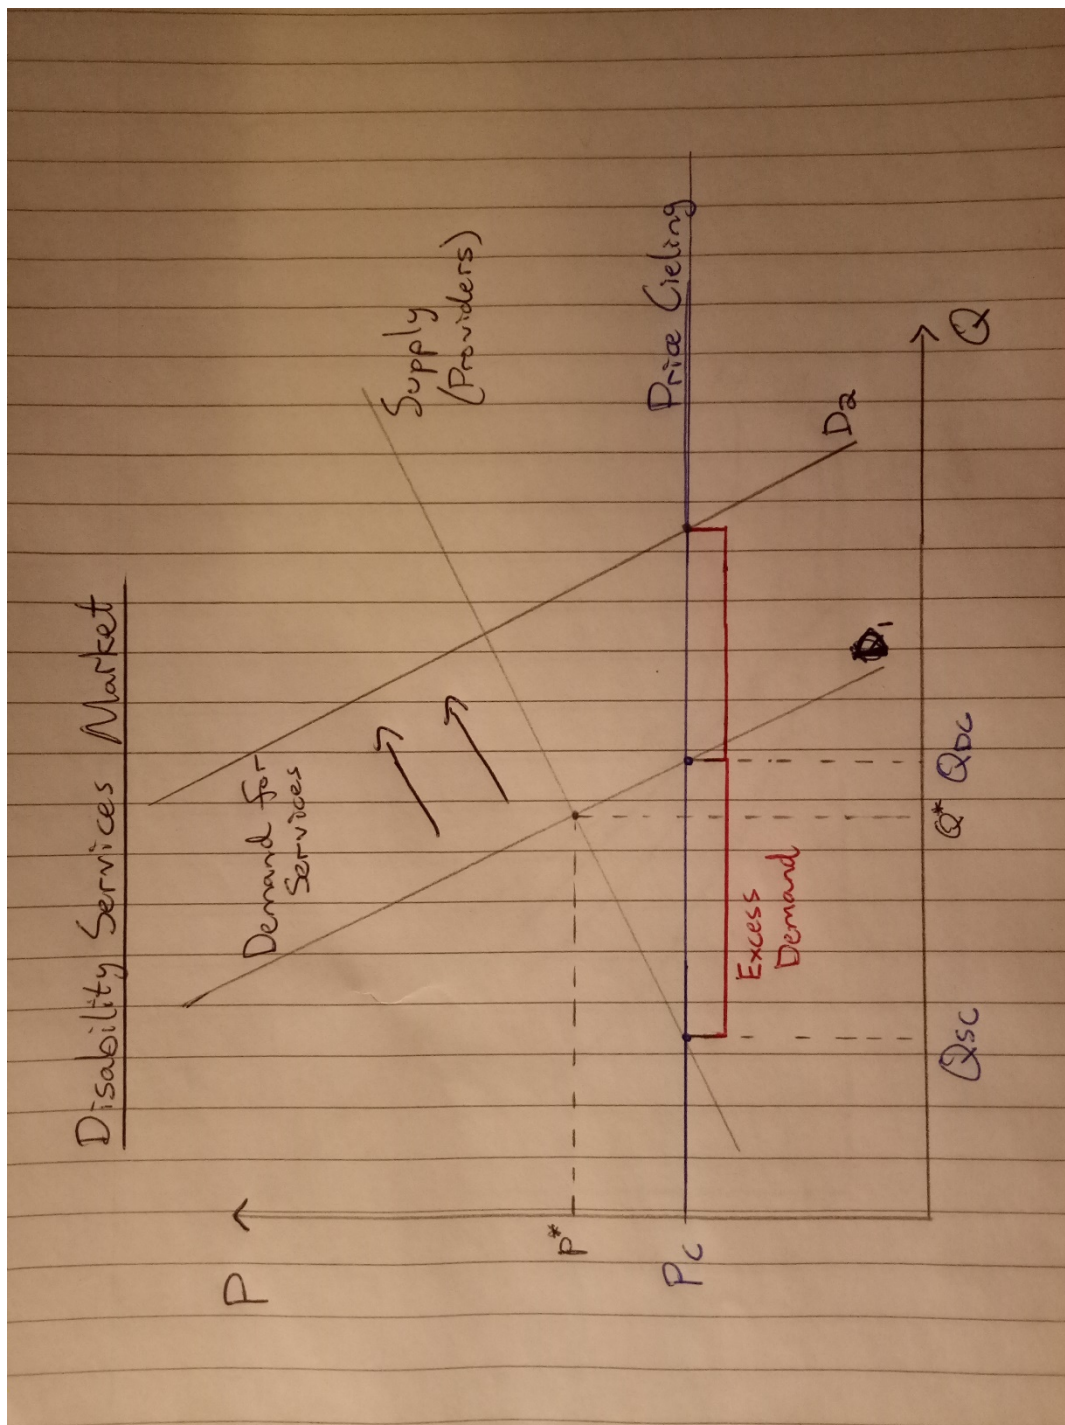 Disability Services Market
P
Demand for
Services
Supply
(Providers)
P*
Price Cieling
Pc
D2
D1
Excess
Demand
QSC
Q*
QDC
Q